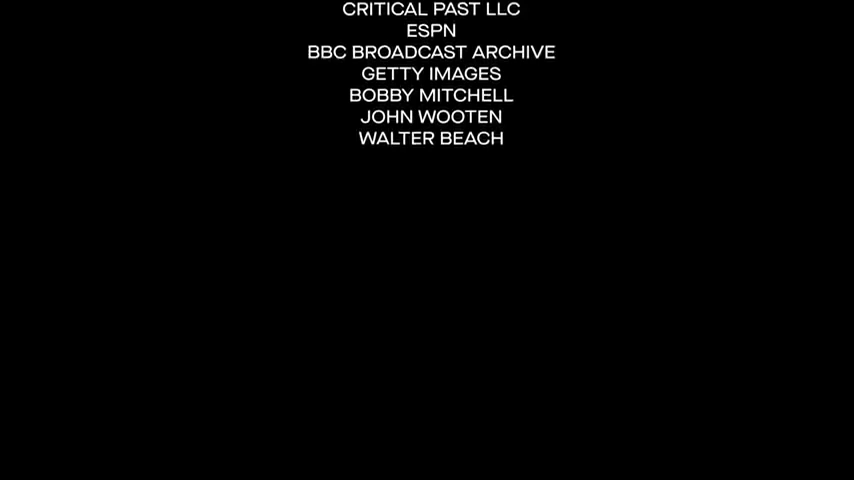 CRITICAL PAST LLC
ESPN
BBC BROADCAST ARCHIVE
GETTY IMAGES
BOBBY MITCHELL
JOHN WOOTEN
WALTER BEACH